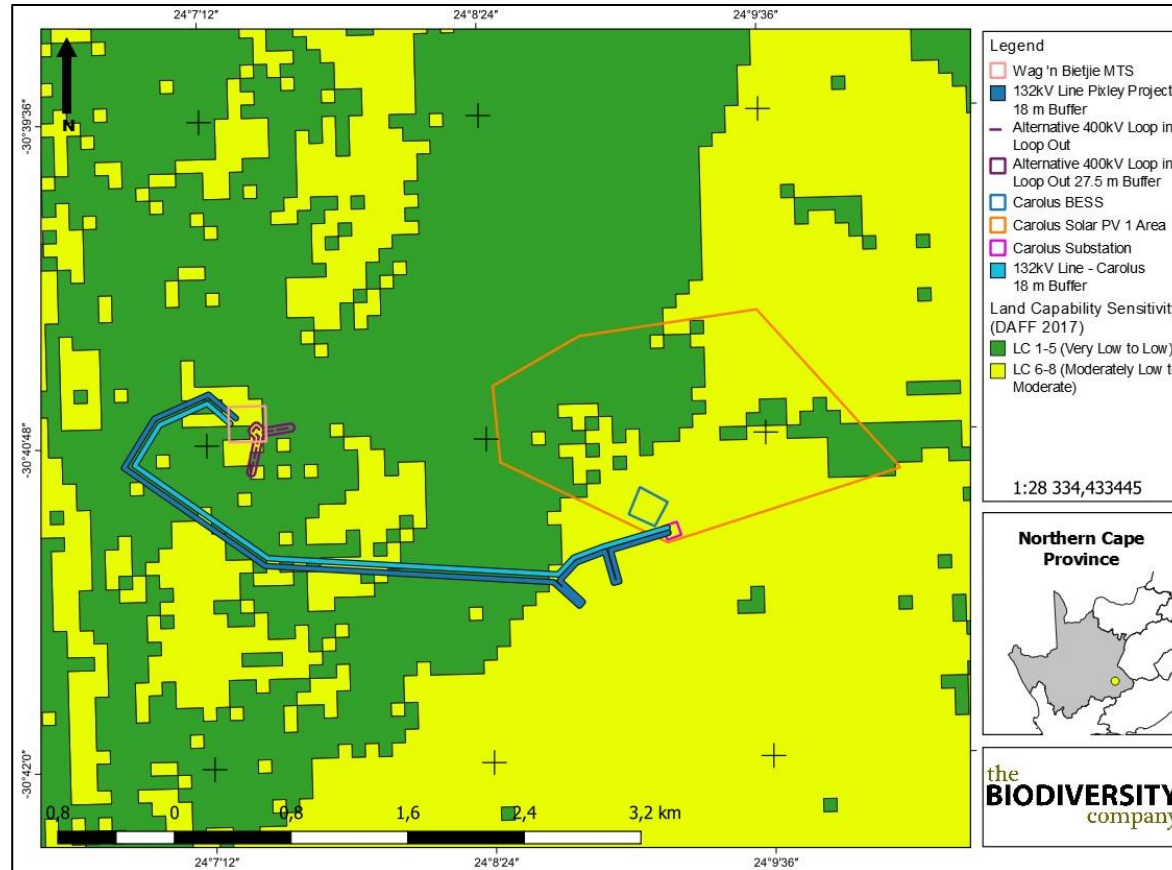 24°7'12" 24°8'24" 24°9'36"
-30°39'36"
-30°40'48"
-30°42'0"
N
0,8 0 0,8 1,6 2,4 3,2 km
24°7'12" 24°8'24" 24°9'36"
Legend
Wag 'n Bietjie MTS
132kV Line Pixley Project
18 m Buffer
Alternative 400kV Loop in
Loop Out
Alternative 400kV Loop in
Loop Out 27.5 m Buffer
Carolus BESS
Carolus Solar PV 1 Area
Carolus Substation
132kV Line - Carolus
18 m Buffer
Land Capability Sensitivit
(DAFF 2017)
LC 1-5 (Very Low to Low)
LC 6-8 (Moderately Low t
Moderate)
1:28 334,433445
Northern Cape
Province
the
BIODIVERSITY
company